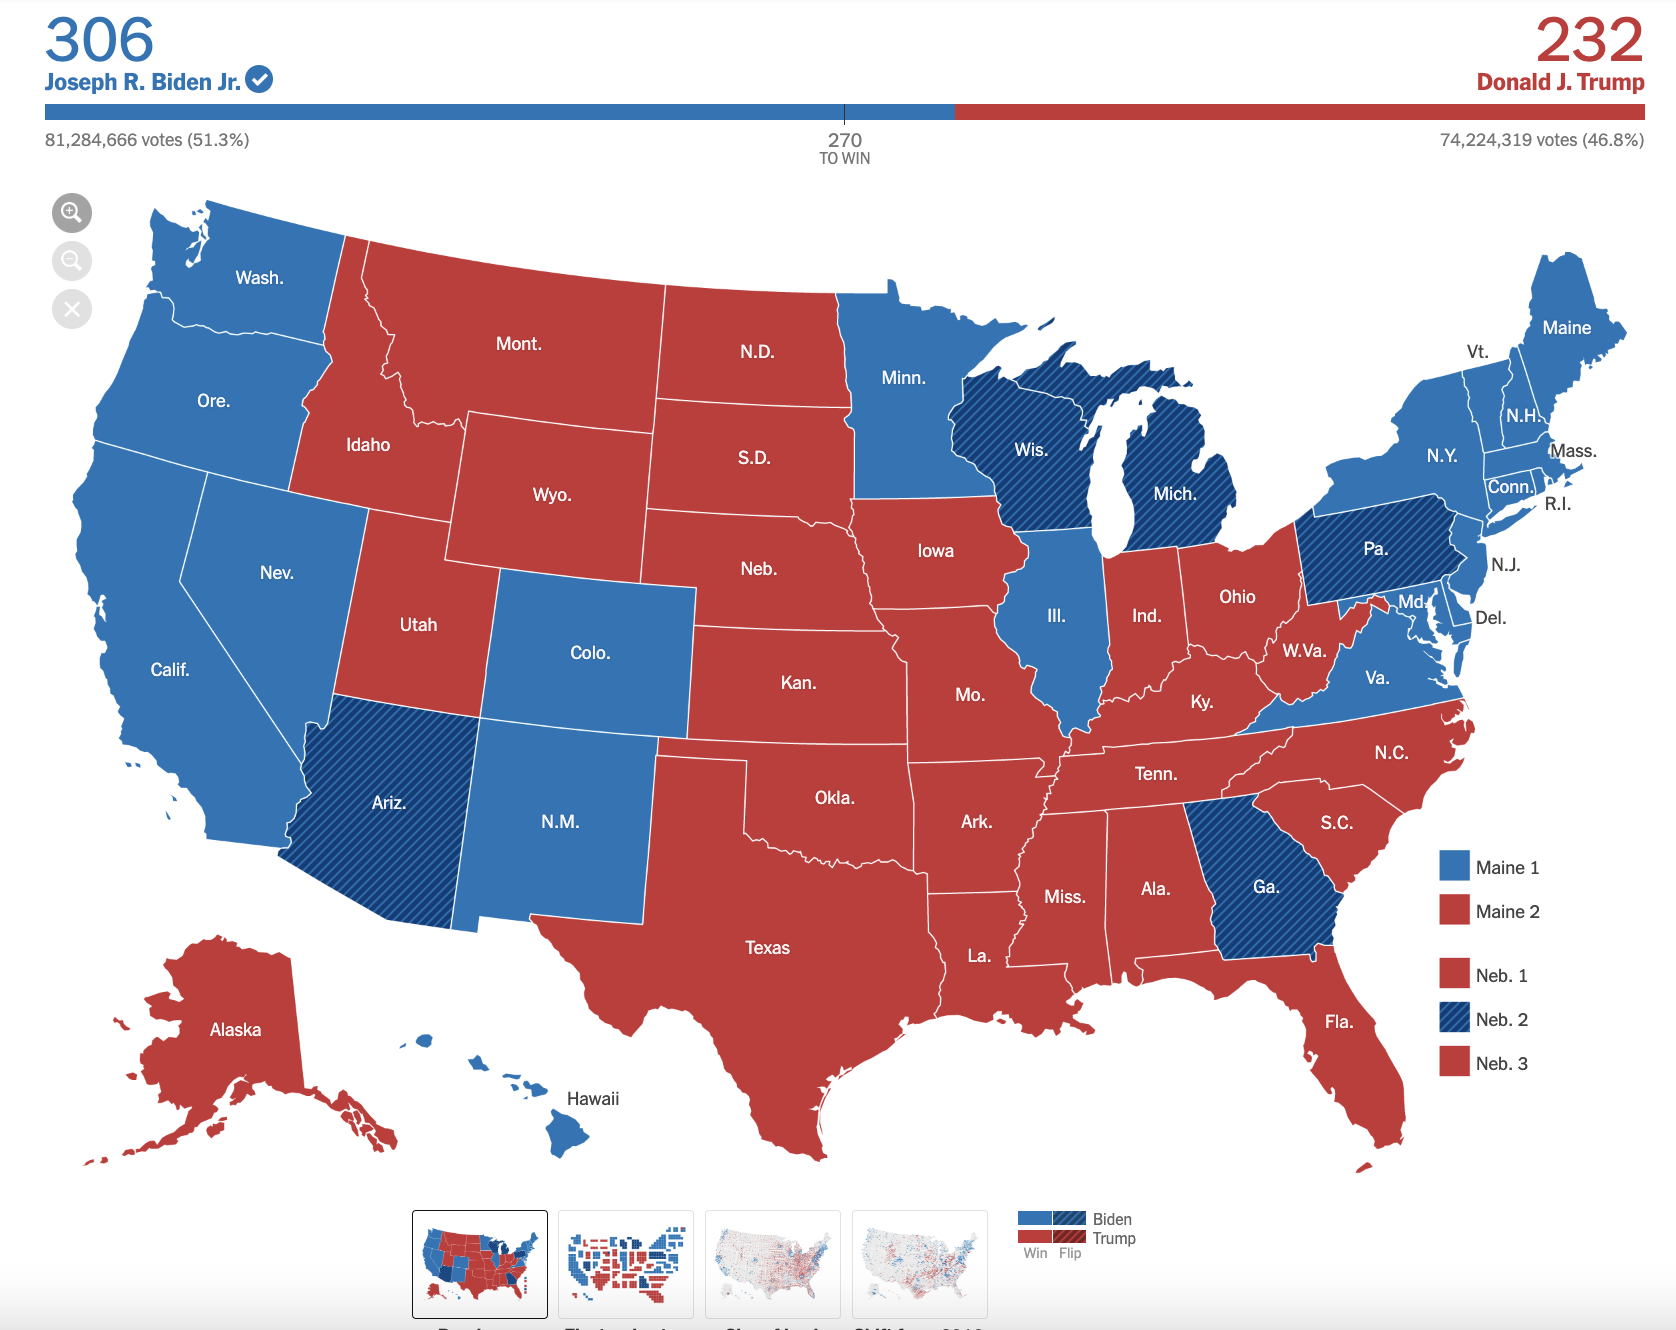 306
232
Joseph R. Biden Jr.
Donald J. Trump
81,284,666 votes (51.3%)
270
TO WIN
74,224,319 votes (46.8%)
Wash.
Mont.
N.D.
Minn.
Maine
Vt.
Ore.
Idaho
Wyo.
S.D.
Wis.
Mich.
N.Y.
N.H.
Mass.
Conn.
R.I.
Nev.
Utah
Neb.
Iowa
Ill.
Ind.
Ohio
Pa.
N.J.
Md.
Del.
Calif.
Colo.
Kan.
Mo.
Ky.
W.Va.
Va.
Ariz.
N.M.
Okla.
Ark.
Tenn.
N.C.
S.C.
Texas
La.
Miss.
Ala.
Ga.
Fla.
Alaska
Hawaii
Maine 1
Maine 2
Neb. 1
Neb. 2
Neb. 3
Biden
Trump
Win Flip